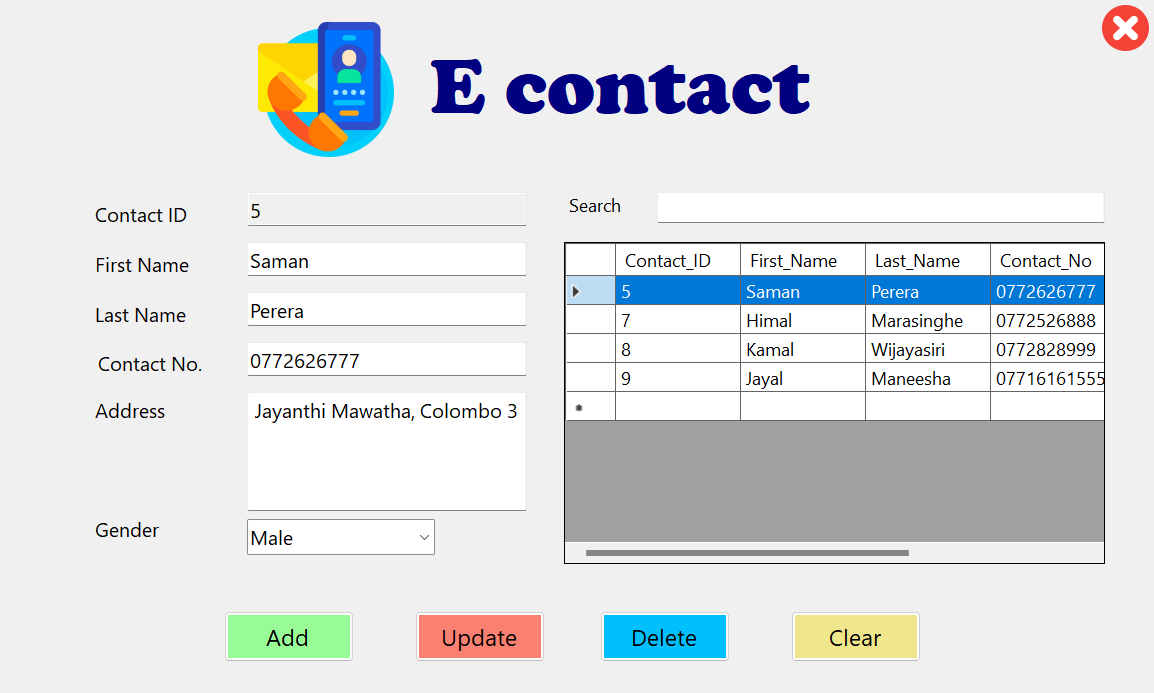 E contact
Contact ID 5
First Name Saman
Last Name Perera
Contact No. 0772626777
Address Jayanthi Mawatha, Colombo 3
Gender Male
Search
Contact_ID First_Name Last_Name Contact_No
5 Saman Perera 0772626777
7 Himal Marasinghe 0772526888
8 Kamal Wijayasiri 0772828999
9 Jayal Maneesha 07716161555
Add Update Delete Clear